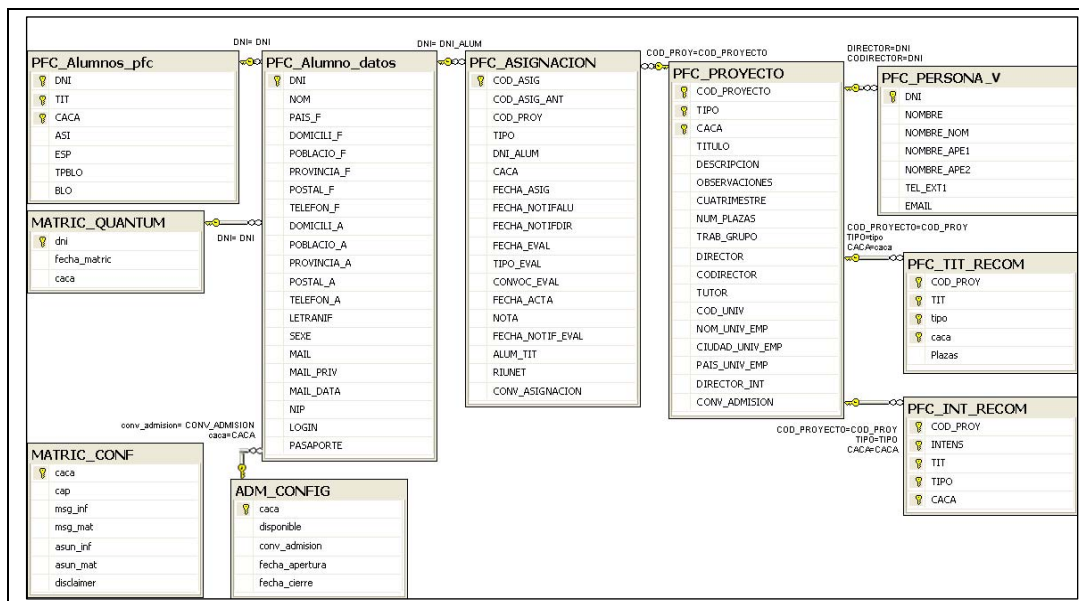 DNI= DNI
DNI= DNI_ALUM
COD_PROY=COD_PROYECTO
DIRECTOR=DNI
CODIRECTOR=DNI
PFC_Alumnos_pfc
DNI
TIT
CACA
ASI
ESP
TPBLO
BLO
MATRIC_QUANTUM
dni
fecha_matric
caca
DNI= DNI
PFC_Alumno_datos
DNI
NOM
PAIS_F
DOMICILI_F
POBLACIO_F
PROVINCIA_F
POSTAL_F
TELEFON_F
DOMICILI_A
POBLACIO_A
PROVINCIA_A
POSTAL_A
TELEFON_A
LETRANIF
SEXE
MAIL
MAIL_PRIV
MAIL_DATA
NIP
LOGIN
PASAPORTE
PFC_ASIGNACION
COD_ASIG
COD_ASIG_ANT
COD_PROY
TIPO
DNI_ALUM
CACA
FECHA_ASIG
FECHA_NOTIFALU
FECHA_NOTIFDIR
FECHA_EVAL
TIPO_EVAL
CONVOC_EVAL
FECHA_ACTA
NOTA
FECHA_NOTIF_EVAL
ALUM_TIT
RIUNET
CONV_ASIGNACION
PFC_PROYECTO
COD_PROYECTO
TIPO
CACA
TITULO
DESCRIPCION
OBSERVACIONES
CUATRIMESTRE
NUM_PLAZAS
TRAB_GRUPO
DIRECTOR
CODIRECTOR
TUTOR
COD_UNIV
NOM_UNIV_EMP
CIUDAD_UNIV_EMP
PAIS_UNIV_EMP
DIRECTOR_INT
CONV_ADMISION
PFC_PERSONA_V
DNI
NOMBRE
NOMBRE_NOM
NOMBRE_APE1
NOMBRE_APE2
TEL_EXT1
EMAIL
COD_PROYECTO=COD_PROY
TIPO=tipo
CACA=caca
PFC_TIT_RECOM
COD_PROY
TIT
tipo
caca
Plazas
COD_PROYECTO=COD_PROY
TIPO=TIPO
CACA=CACA
PFC_INT_RECOM
COD_PROY
INTENS
TIT
TIPO
CACA
conv_admision= CONV_ADMISION
caca=CACA
MATRIC_CONF
caca
cap
msg_inf
msg_mat
asun_inf
asun_mat
disclaimer
ADM_CONFIG
caca
disponible
conv_admision
fecha_apertura
fecha_cierre